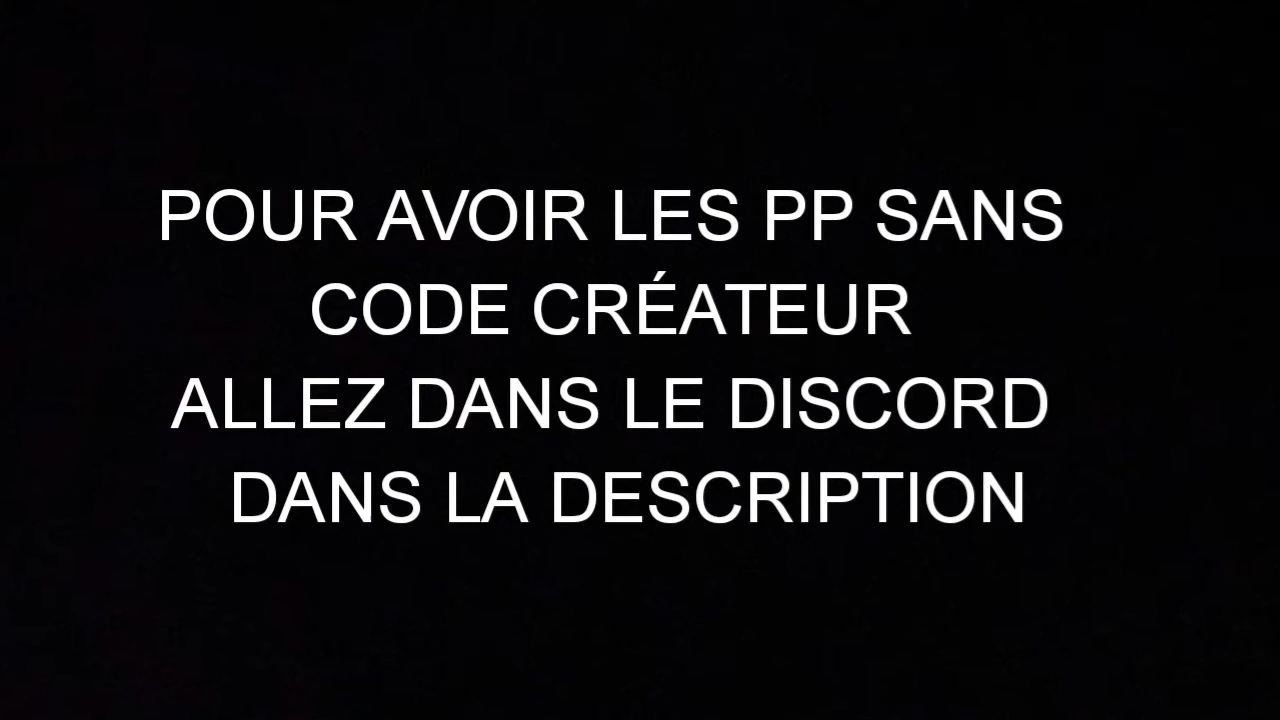 POUR AVOIR LES PP SANS
CODE CRÉATEUR
ALLEZ DANS LE DISCORD
DANS LA DESCRIPTION